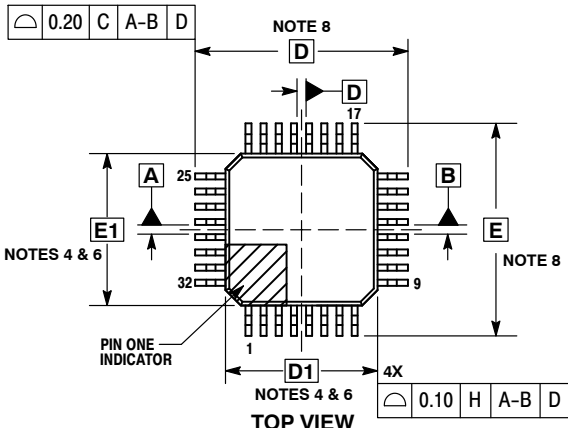 ⌓ 0.20 C A-B D
NOTE 8
D
D
17
25
A
B
E1
E
NOTES 4 & 6
NOTE 8
32
9
PIN ONE
INDICATOR
1
D1
4X
NOTES 4 & 6
⌓ 0.10 H A-B D
TOP VIEW